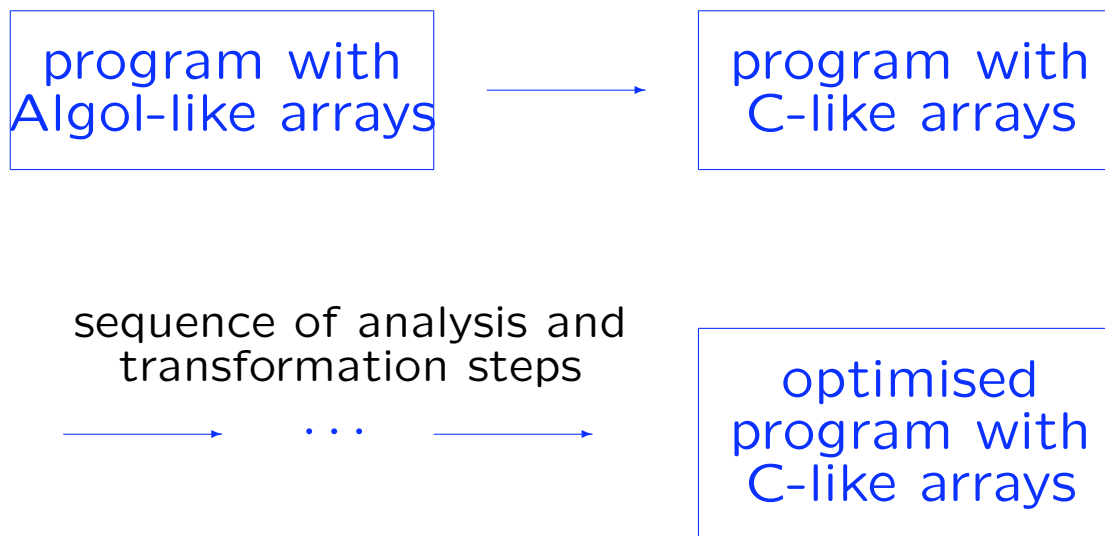 program with
Algol-like arrays
program with
C-like arrays
sequence of analysis and
transformation steps
. . .
optimised
program with
C-like arrays